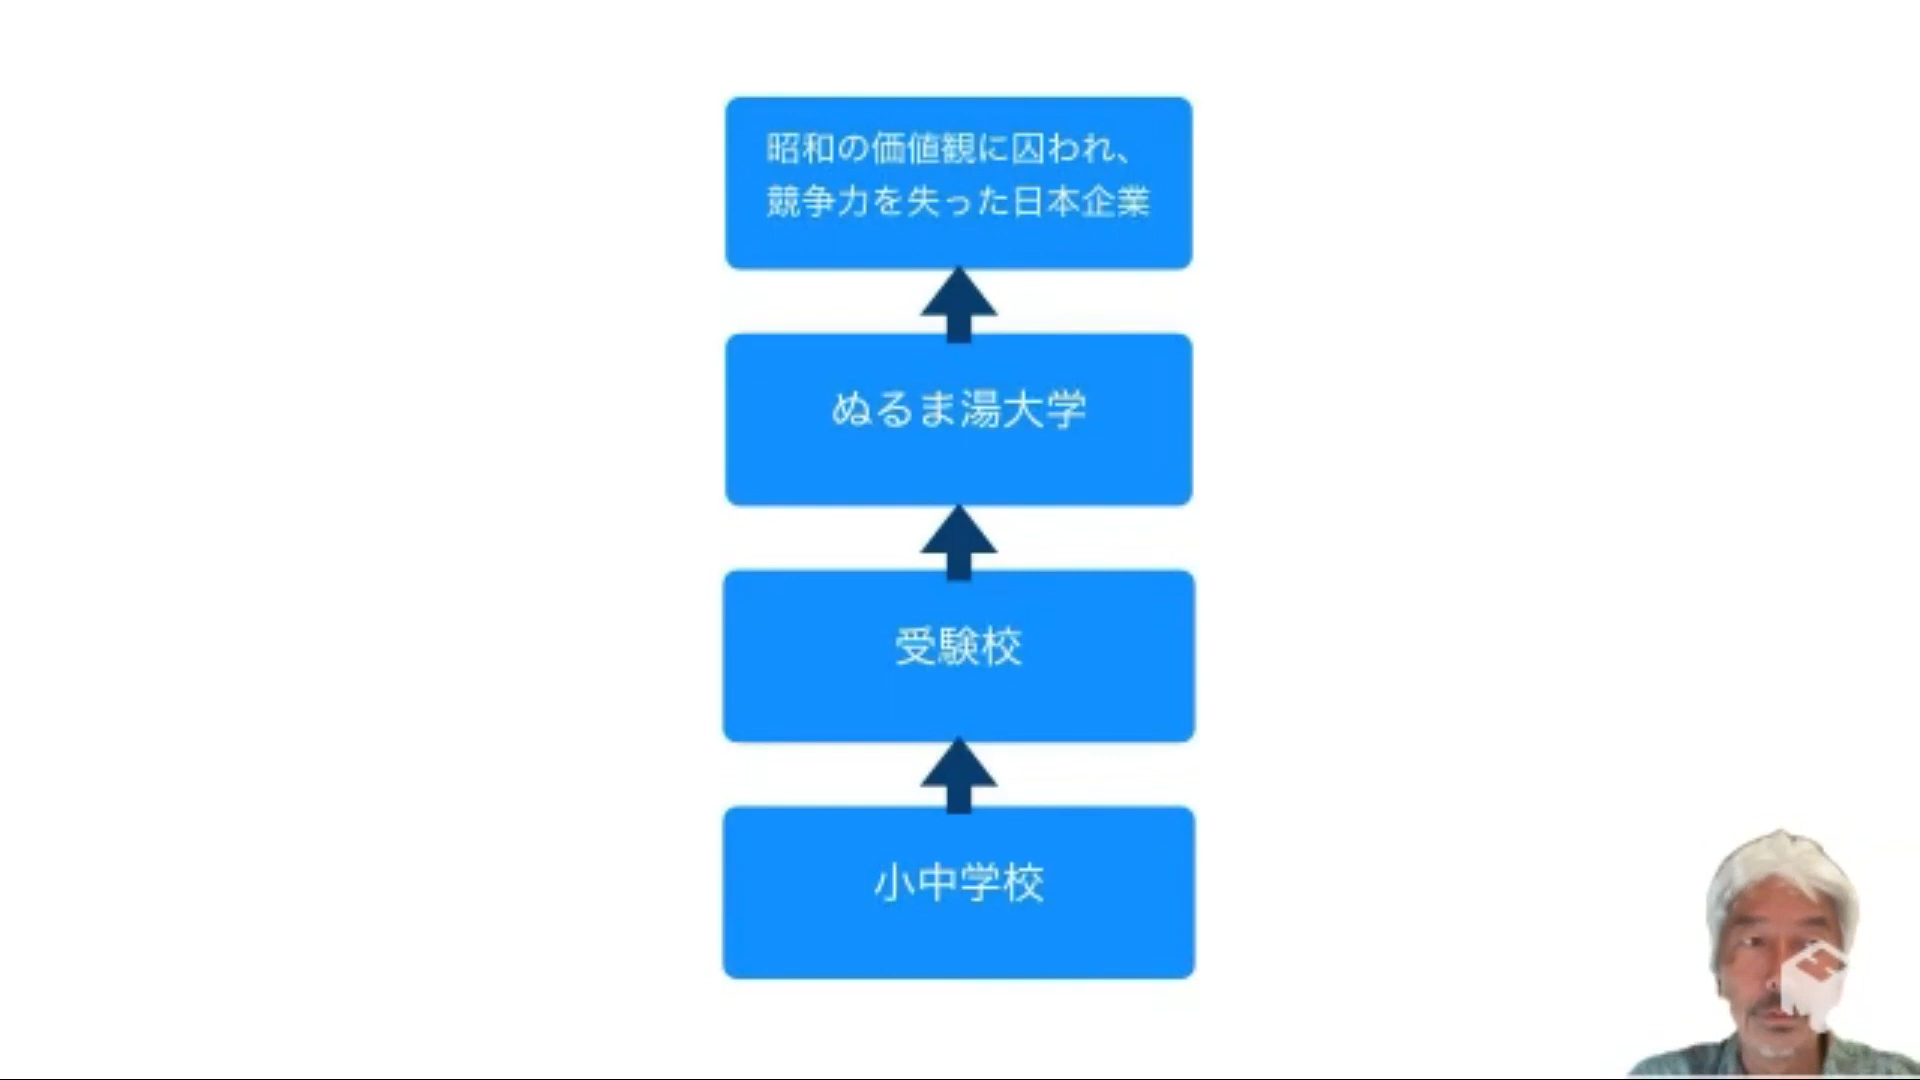 昭和の価値観に囚われ、
競争力を失った日本企業
ぬるま湯大学
受験校
小中学校